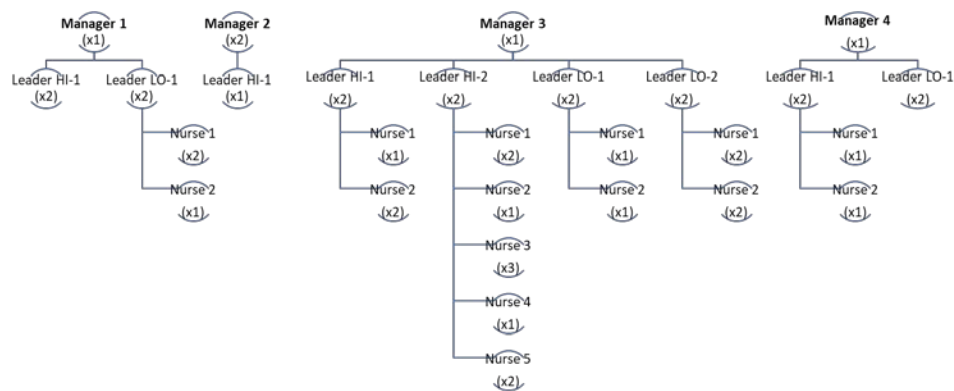 Manager 1
(x1)
Leader HI-1
(x2)
Leader LO-1
(x2)
Nurse 1
(x2)
Nurse 2
(x1)
Manager 2
(x2)
Leader HI-1
(x1)
Manager 3
(x1)
Leader HI-1
(x2)
Nurse 1
(x1)
Nurse 2
(x2)
Leader HI-2
(x2)
Nurse 1
(x2)
Nurse 2
(x1)
Nurse 3
(x3)
Nurse 4
(x1)
Nurse 5
(x2)
Leader LO-1
(x2)
Nurse 1
(x1)
Nurse 2
(x1)
Leader LO-2
(x2)
Nurse 1
(x2)
Nurse 2
(x2)
Manager 4
(x1)
Leader HI-1
(x2)
Nurse 1
(x1)
Nurse 2
(x1)
Leader LO-1
(x2)